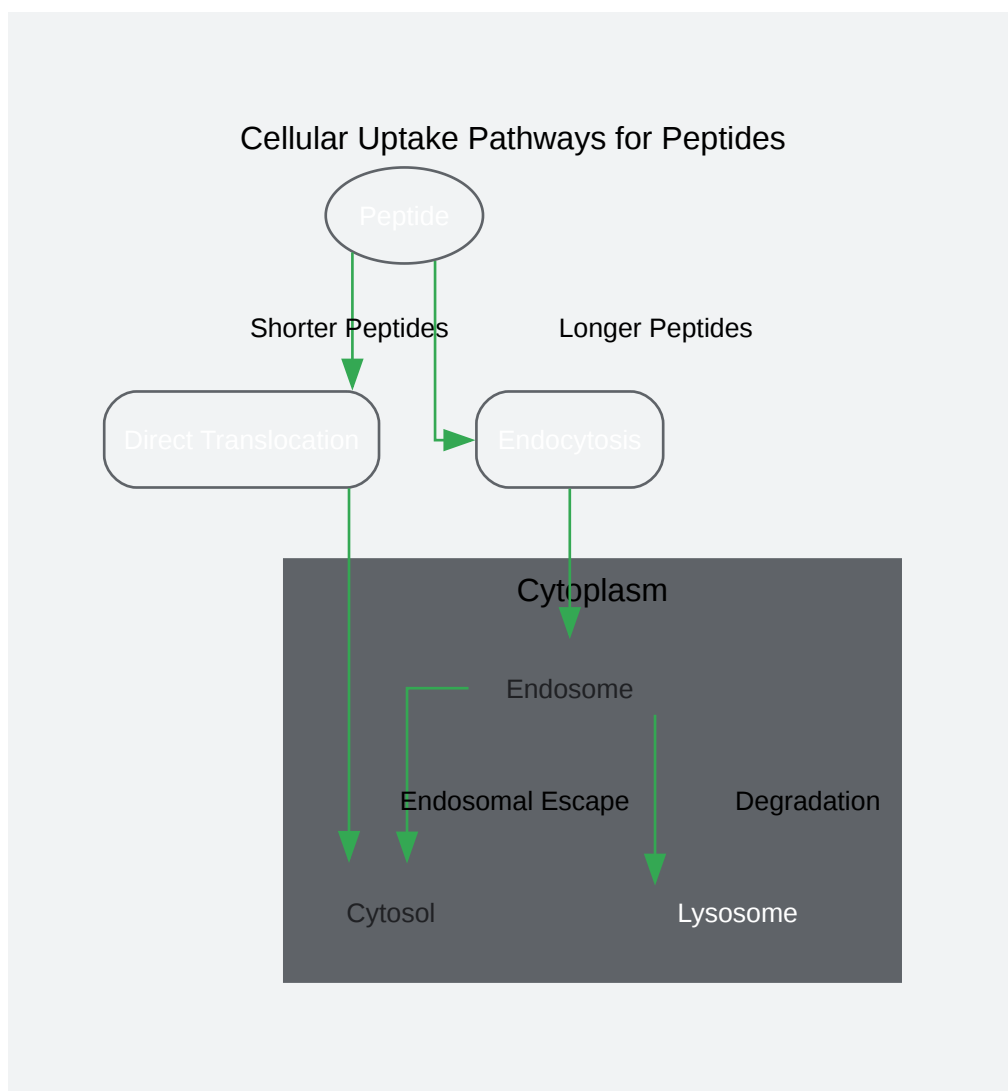 Cellular Uptake Pathways for Peptides
Peptide
Shorter Peptides
Longer Peptides
Direct Translocation
Endocytosis
Cytoplasm
Endosome
Endosomal Escape
Degradation
Cytosol
Lysosome